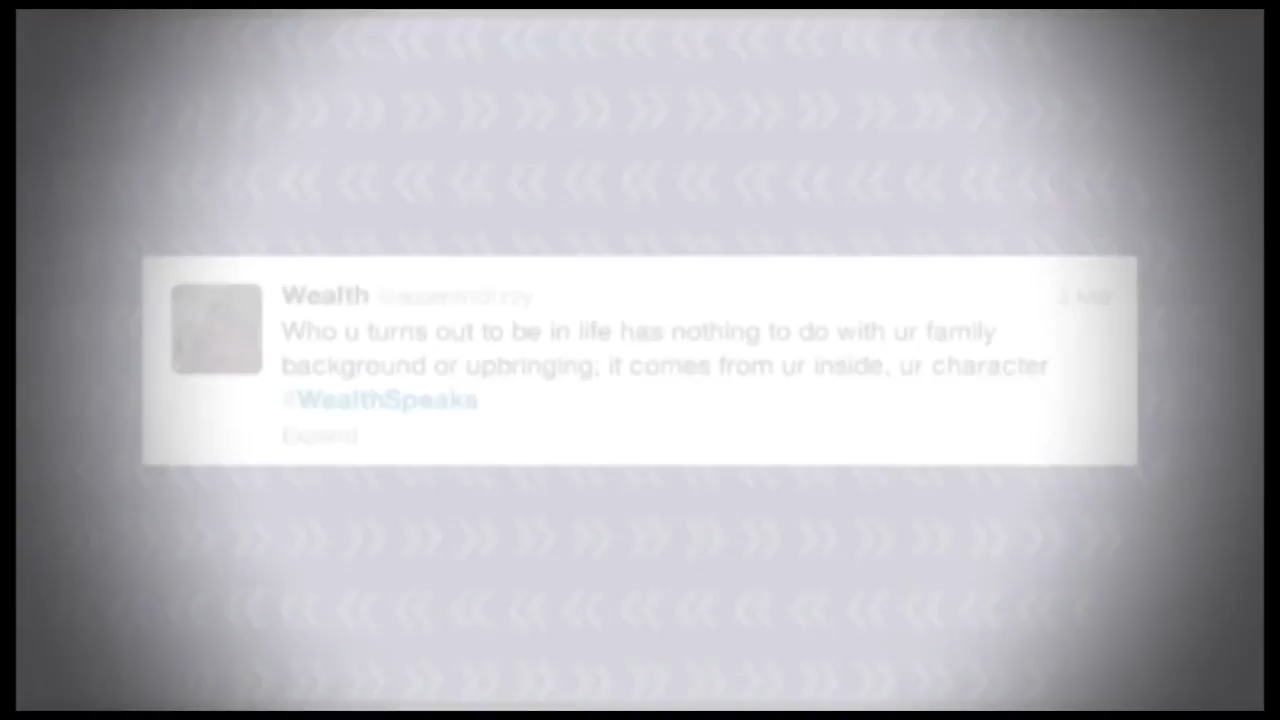 Wealth
Who u turns out to be in life has nothing to do with ur family
background or upbringing; it comes from ur inside, ur character
#WealthSpeaks
Expand